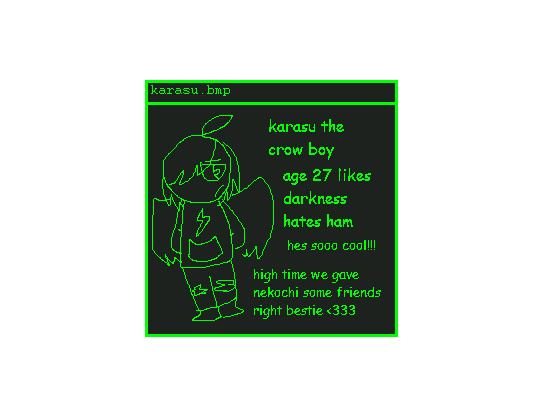 karasu.bmp
karasu the
crow boy
age 27 likes
darkness
hates ham
hes sooo cool!!!
high time we gave
nekochi some friends
right bestie <333